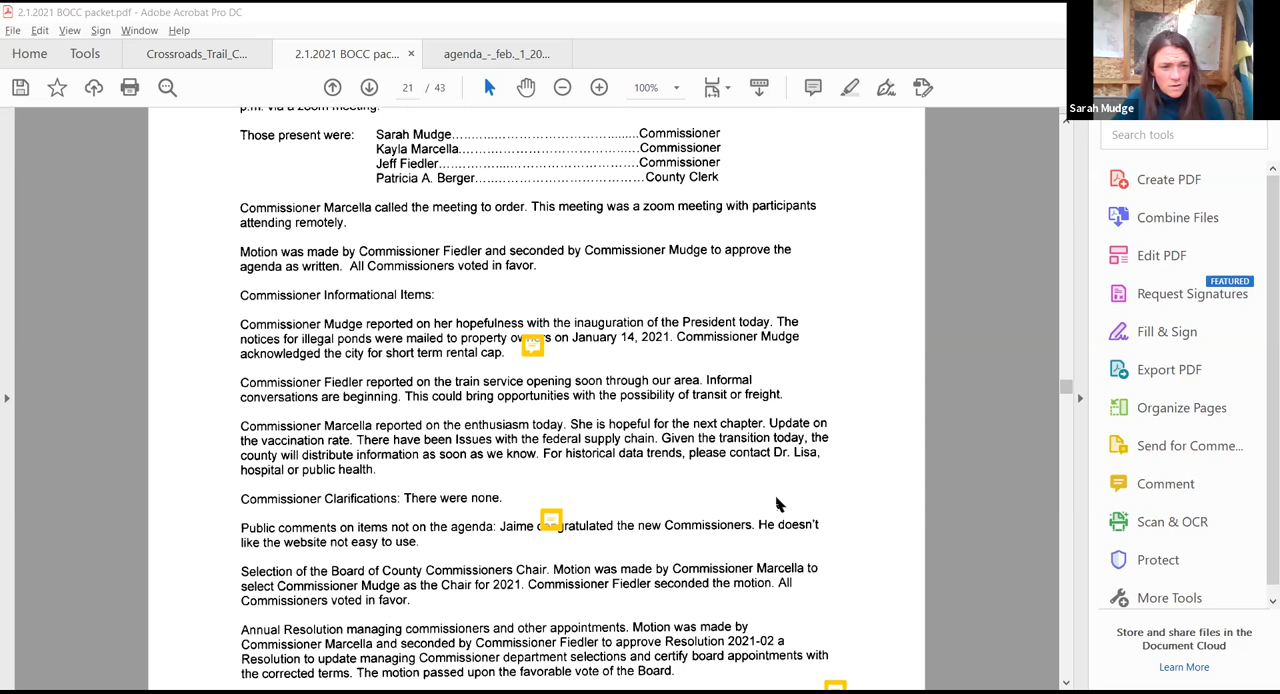 2.1.2021 BOCC packet.pdf - Adobe Acrobat Pro DC
File Edit View Sign Window Help
Home Tools Crossroads_Trail_C... 2.1.2021 BOCC pac... × agenda_-_feb._1_20...
21 / 43 100%
Sarah Mudge
p.m. via a zoom meeting.
Those present were: Sarah Mudge..............................................Commissioner
Kayla Marcella............................................Commissioner
Jeff Fiedler................................................Commissioner
Patricia A. Berger..........................................County Clerk
Commissioner Marcella called the meeting to order. This meeting was a zoom meeting with participants
attending remotely.
Motion was made by Commissioner Fiedler and seconded by Commissioner Mudge to approve the
agenda as written. All Commissioners voted in favor.
Commissioner Informational Items:
Commissioner Mudge reported on her hopefulness with the inauguration of the President today. The
notices for illegal ponds were mailed to property on January 14, 2021. Commissioner Mudge
acknowledged the city for short term rental cap.
Commissioner Fiedler reported on the train service opening soon through our area. Informal
conversations are beginning. This could bring opportunities with the possibility of transit or freight.
Commissioner Marcella reported on the enthusiasm today. She is hopeful for the next chapter. Update on
the vaccination rate. There have been Issues with the federal supply chain. Given the transition today, the
county will distribute information as soon as we know. For historical data trends, please contact Dr. Lisa,
hospital or public health.
Commissioner Clarifications: There were none.
Public comments on items not on the agenda: Jaime the new Commissioners. He doesn't
like the website not easy to use.
Selection of the Board of County Commissioners Chair. Motion was made by Commissioner Marcella to
select Commissioner Mudge as the Chair for 2021. Commissioner Fiedler seconded the motion. All
Commissioners voted in favor.
Annual Resolution managing commissioners and other appointments. Motion was made by
Commissioner Marcella and seconded by Commissioner Fiedler to approve Resolution 2021-02 a
Resolution to update managing Commissioner department selections and certify board appointments with
the corrected terms. The motion passed upon the favorable vote of the Board.
Search tools
Create PDF
Combine Files
Edit PDF
FEATURED
Request Signatures
Fill & Sign
Export PDF
Organize Pages
Send for Comme...
Comment
Scan & OCR
Protect
More Tools
Store and share files in the
Document Cloud
Learn More